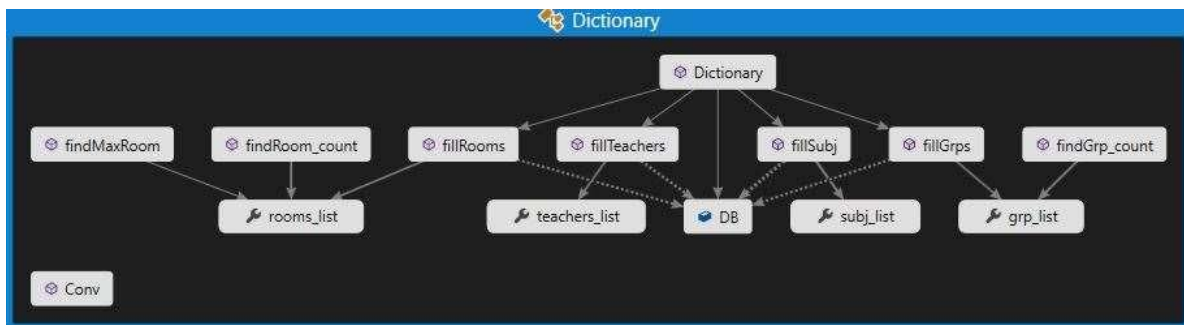 Dictionary
Dictionary
findMaxRoom findRoom_count fillRooms fillTeachers fillSubj fillGrps findGrp_count
rooms_list teachers_list DB subj_list grp_list
Conv